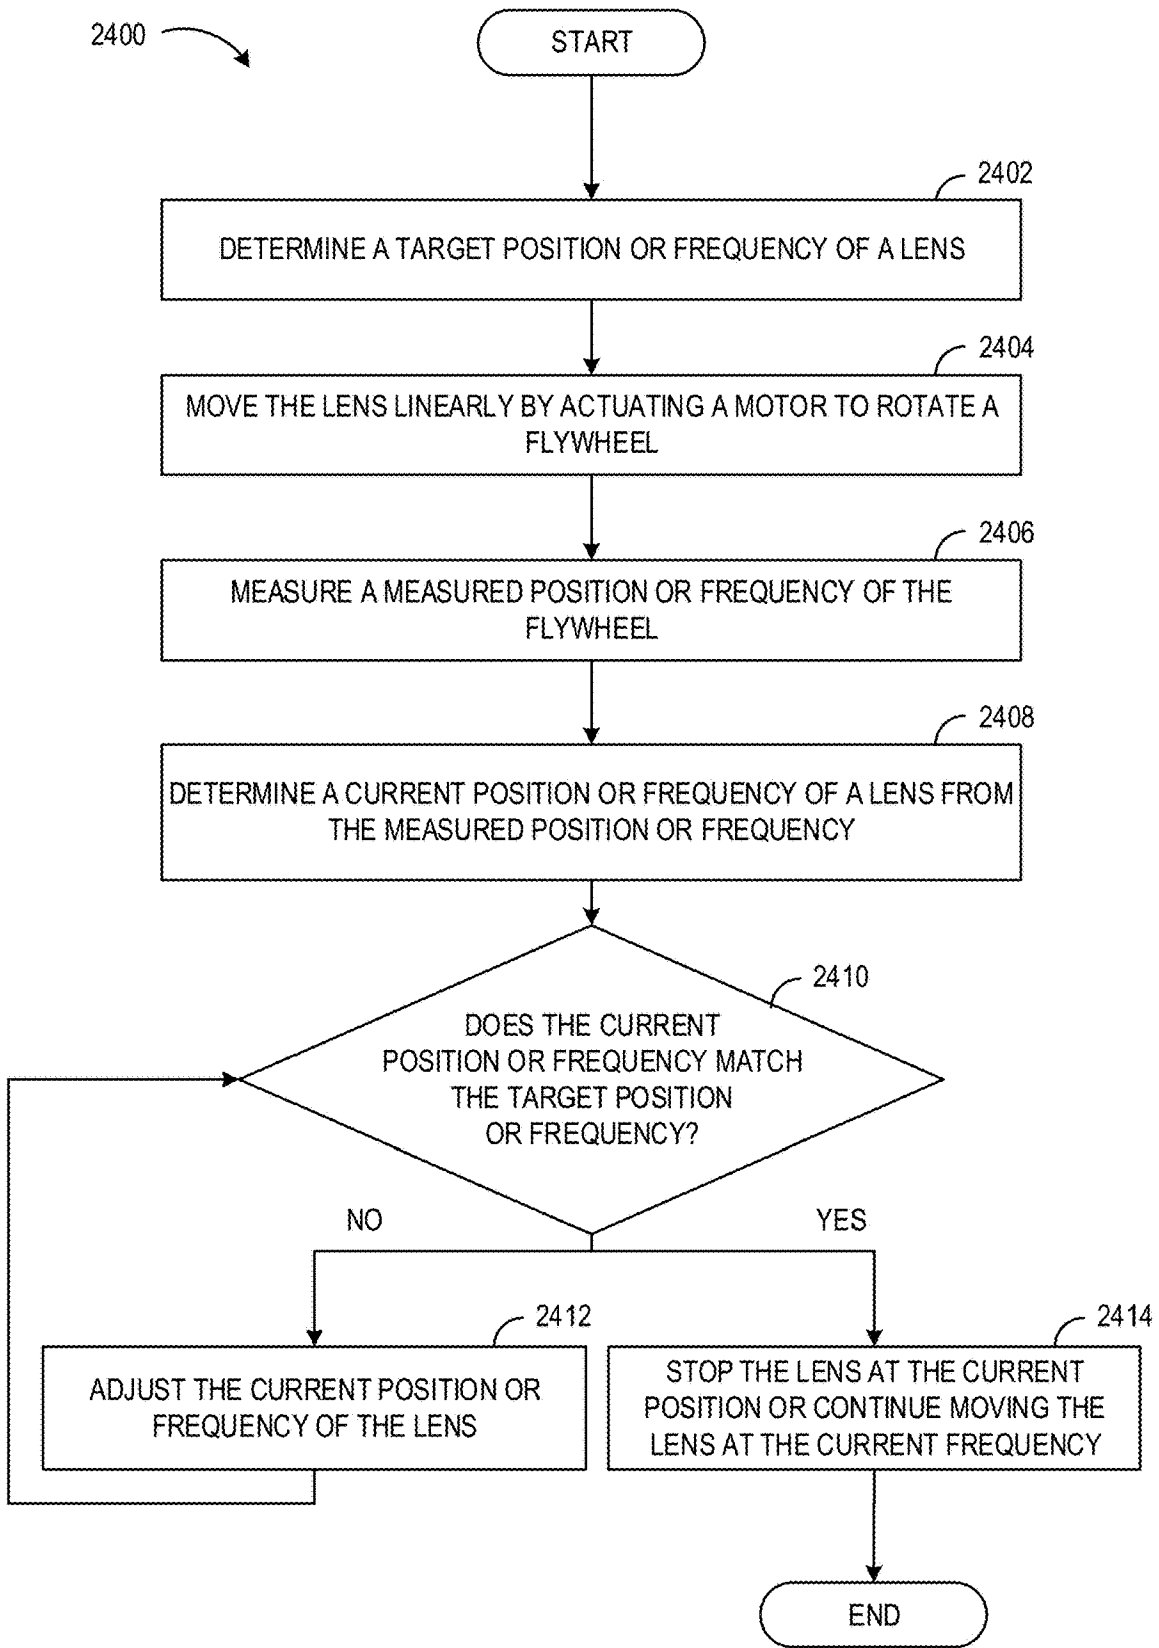 2400
START
2402
DETERMINE A TARGET POSITION OR FREQUENCY OF A LENS
2404
MOVE THE LENS LINEARLY BY ACTUATING A MOTOR TO ROTATE A
FLYWHEEL
2406
MEASURE A MEASURED POSITION OR FREQUENCY OF THE
FLYWHEEL
2408
DETERMINE A CURRENT POSITION OR FREQUENCY OF A LENS FROM
THE MEASURED POSITION OR FREQUENCY
2410
DOES THE CURRENT
POSITION OR FREQUENCY MATCH
THE TARGET POSITION
OR FREQUENCY?
NO
YES
2412
ADJUST THE CURRENT POSITION OR
FREQUENCY OF THE LENS
2414
STOP THE LENS AT THE CURRENT
POSITION OR CONTINUE MOVING THE
LENS AT THE CURRENT FREQUENCY
END